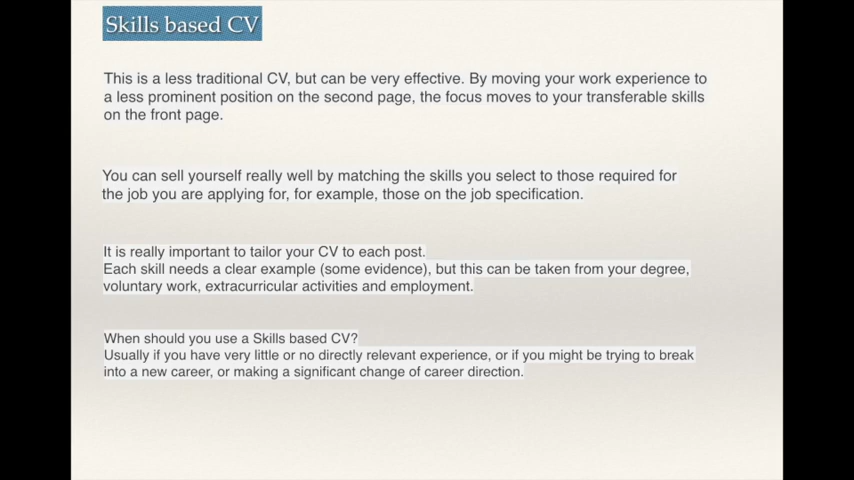 Skills based CV
This is a less traditional CV, but can be very effective. By moving your work experience to
a less prominent position on the second page, the focus moves to your transferable skills
on the front page.
You can sell yourself really well by matching the skills you select to those required for
the job you are applying for, for example, those on the job specification.
It is really important to tailor your CV to each post.
Each skill needs a clear example (some evidence), but this can be taken from your degree,
voluntary work, extracurricular activities and employment.
When should you use a Skills based CV?
Usually if you have very little or no directly relevant experience, or if you might be trying to break
into a new career, or making a significant change of career direction.